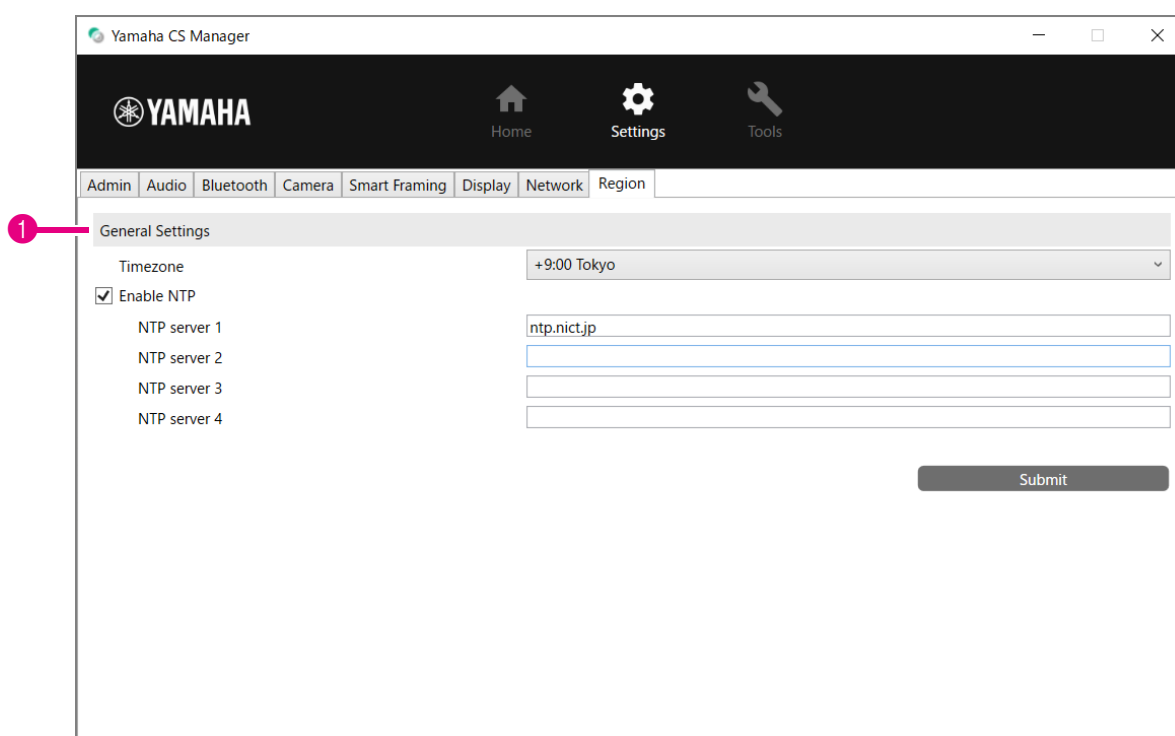 Yamaha CS Manager
YAMAHA
Home Settings Tools
Admin Audio Bluetooth Camera Smart Framing Display Network Region
1 General Settings
Timezone +9:00 Tokyo
Enable NTP
NTP server 1 ntp.nict.jp
NTP server 2
NTP server 3
NTP server 4
Submit